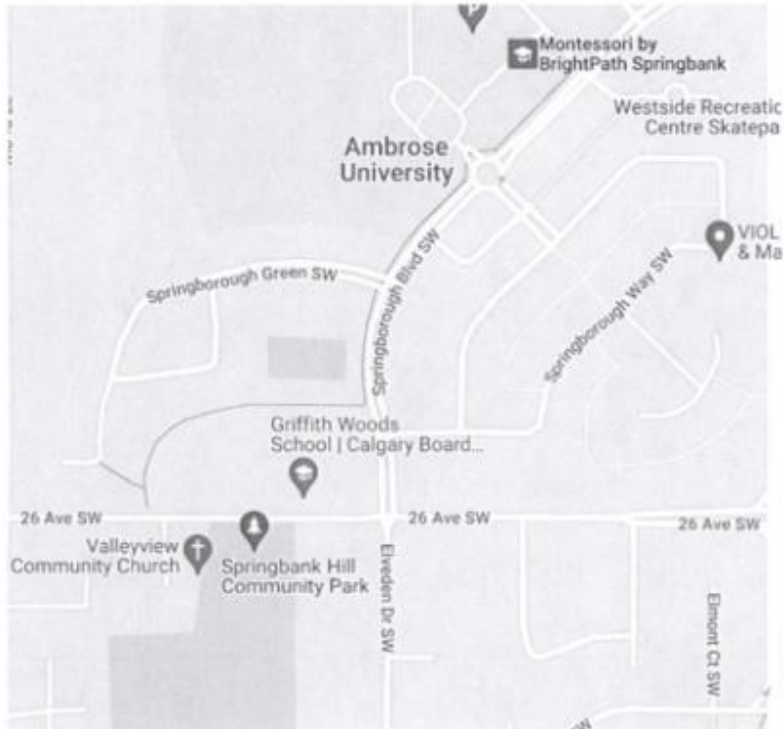 Montessori by
BrightPath Springbank
Westside Recreatic
Centre Skatepa
Ambrose
University
VIOL
& Ma
Springborough Green SW
Springborough Blvd SW
Springborough Way SW
Griffith Woods
School | Calgary Board...
26 Ave SW
26 Ave SW
26 Ave SW
Valleyview
Community Church
Springbank Hill
Community Park
Elveden Dr SW
Elmont Ct SW
SW